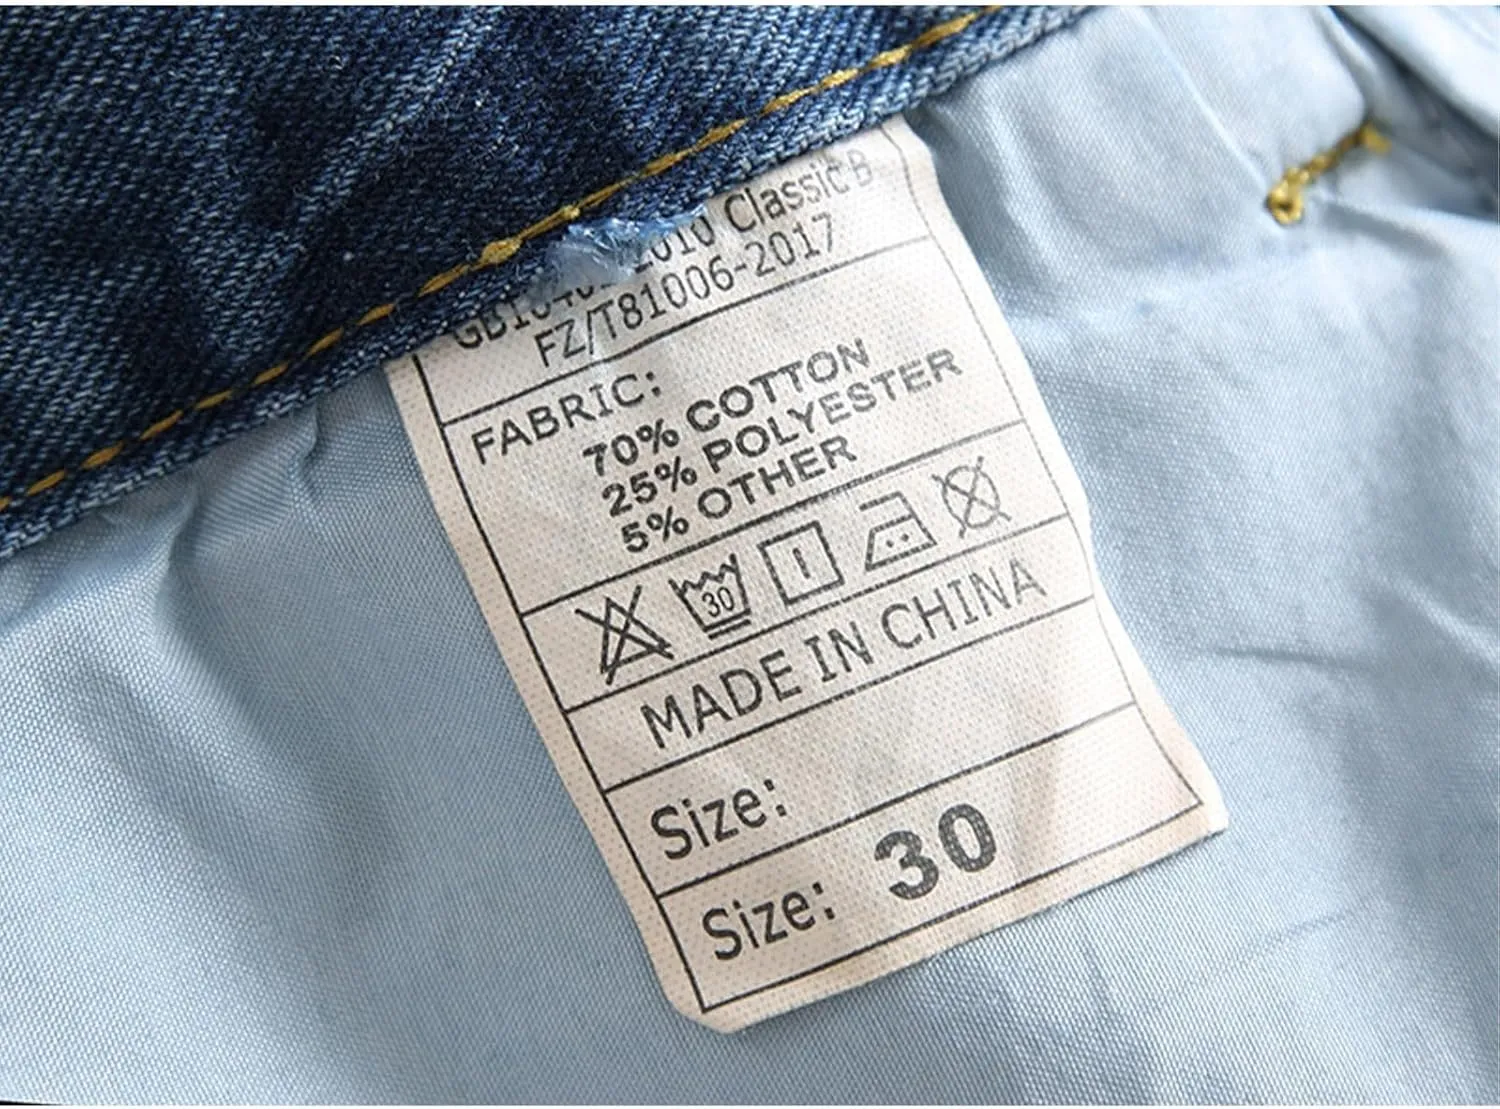 2010 Classic B
FZ/T81006-2017
FABRIC:
70% COTTON
25% POLYESTER
5% OTHER
30
MADE IN CHINA
Size:
Size: 30